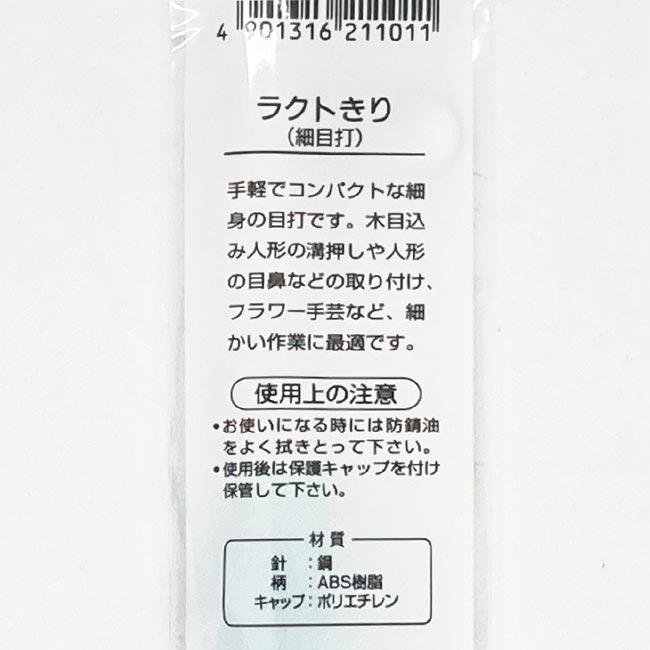 4 901316 211011
ラクトきり
（細目打）
手軽でコンパクトな細
身の目打です。木目込
み人形の溝押しや人形
の目鼻などの取り付け、
フラワー手芸など、細
かい作業に最適です。
使用上の注意
•お使いになる時には防錆油
をよく拭きとって下さい。
•使用後は保護キャップを付け
保管して下さい。
材質
針：鋼
柄：ABS樹脂
キャップ：ポリエチレン